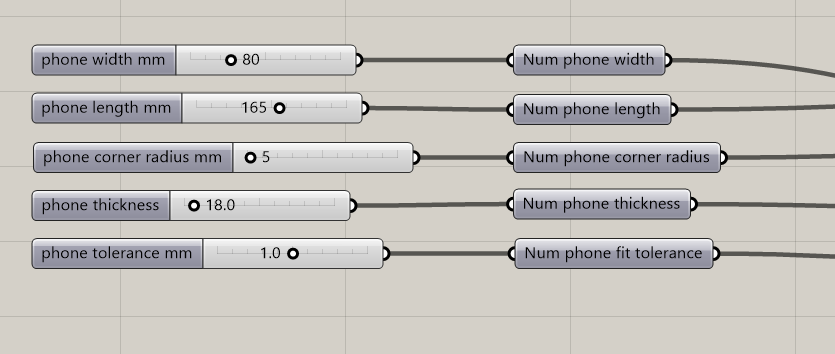 phone width mm 80 Num phone width
phone length mm 165 Num phone length
phone corner radius mm 5 Num phone corner radius
phone thickness 18.0 Num phone thickness
phone tolerance mm 1.0 Num phone fit tolerance